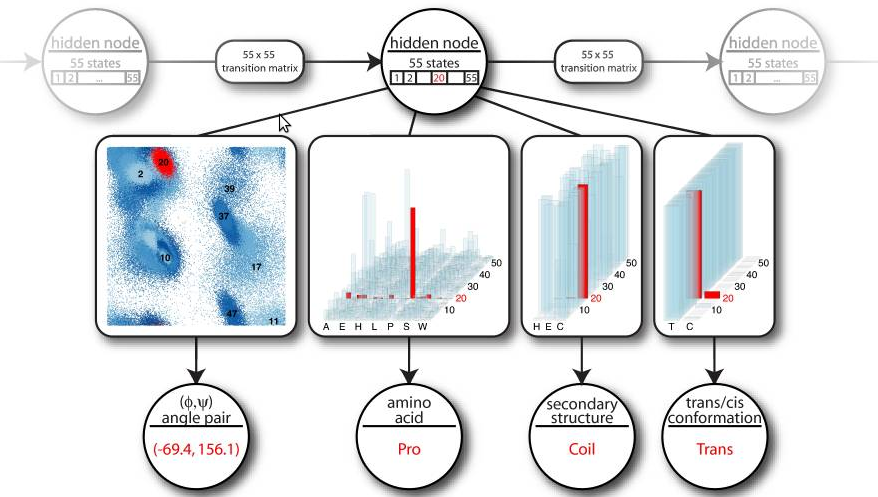 hidden node
55 states
1 2 ... 55
55 x 55
transition matrix
hidden node
55 states
1 2 20 55
55 x 55
transition matrix
hidden node
55 states
1 2 ... 55
20
2
39
37
10
17
47
11
50
40
30
20
10
A E H L P S W
50
40
30
20
10
H E C
50
40
30
20
10
T C
(ϕ,ψ)
angle pair
(-69.4, 156.1)
amino
acid
Pro
secondary
structure
Coil
trans/cis
conformation
Trans